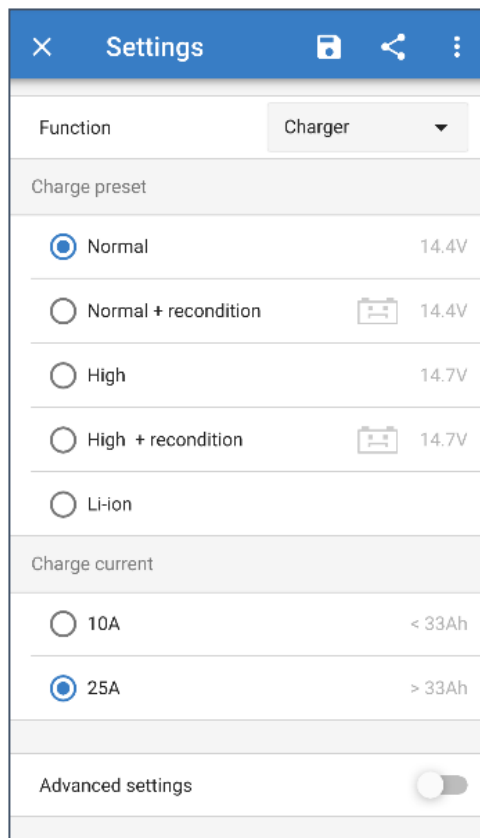 Settings
Function Charger
Charge preset
Normal 14.4V
Normal + recondition 14.4V
High 14.7V
High + recondition 14.7V
Li-ion
Charge current
10A < 33Ah
25A > 33Ah
Advanced settings